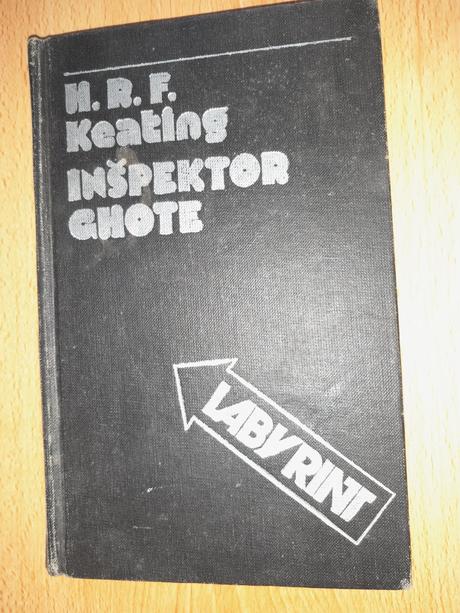 H. R. F.
Keating
INŠPEKTOR
GHOTE
LABYRINT